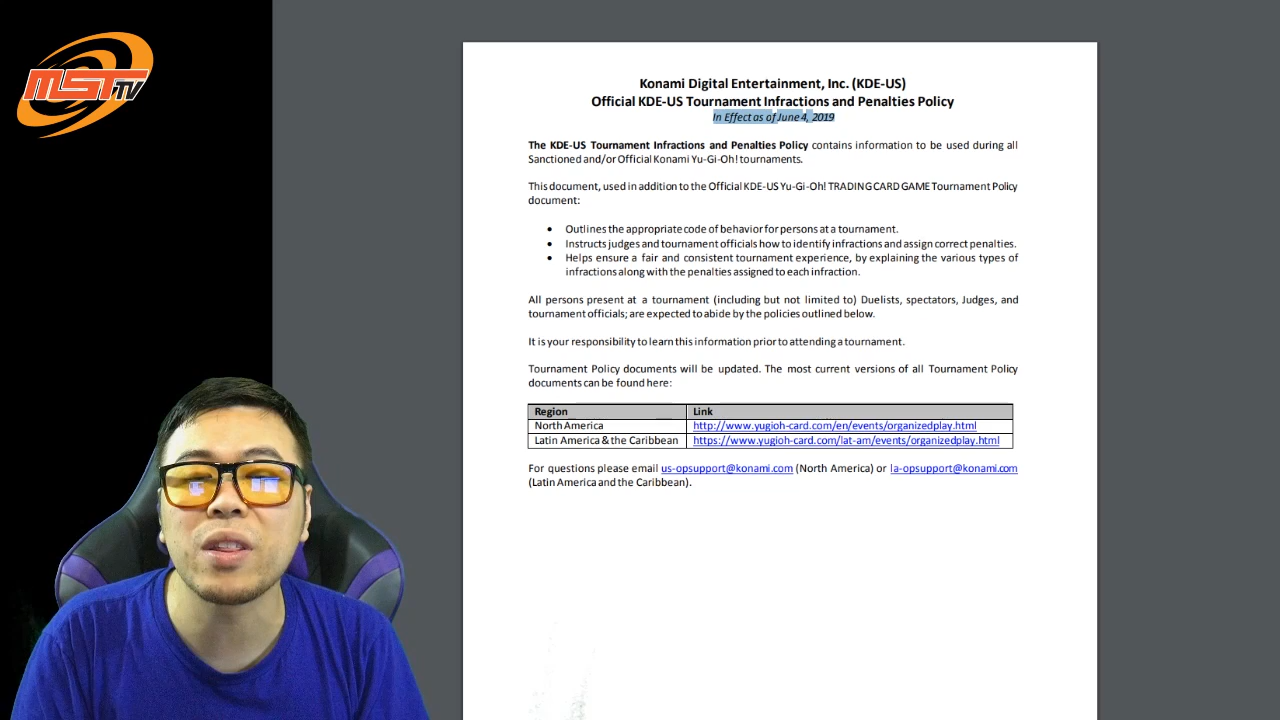 MST TV
Konami Digital Entertainment, Inc. (KDE-US)
Official KDE-US Tournament Infractions and Penalties Policy
In Effect as of June 4, 2019
The KDE-US Tournament Infractions and Penalties Policy contains information to be used during all
Sanctioned and/or Official Konami Yu-Gi-Oh! tournaments.
This document, used in addition to the Official KDE-US Yu-Gi-Oh! TRADING CARD GAME Tournament Policy
document:
• Outlines the appropriate code of behavior for persons at a tournament.
• Instructs judges and tournament officials how to identify infractions and assign correct penalties.
• Helps ensure a fair and consistent tournament experience, by explaining the various types of
infractions along with the penalties assigned to each infraction.
All persons present at a tournament (including but not limited to) Duelists, spectators, Judges, and
tournament officials; are expected to abide by the policies outlined below.
It is your responsibility to learn this information prior to attending a tournament.
Tournament Policy documents will be updated. The most current versions of all Tournament Policy
documents can be found here:
Region Link
North America http://www.yugioh-card.com/en/events/organizedplay.html
Latin America & the Caribbean https://www.yugioh-card.com/lat-am/events/organizedplay.html
For questions please email us-opsupport@konami.com (North America) or la-opsupport@konami.com
(Latin America and the Caribbean).